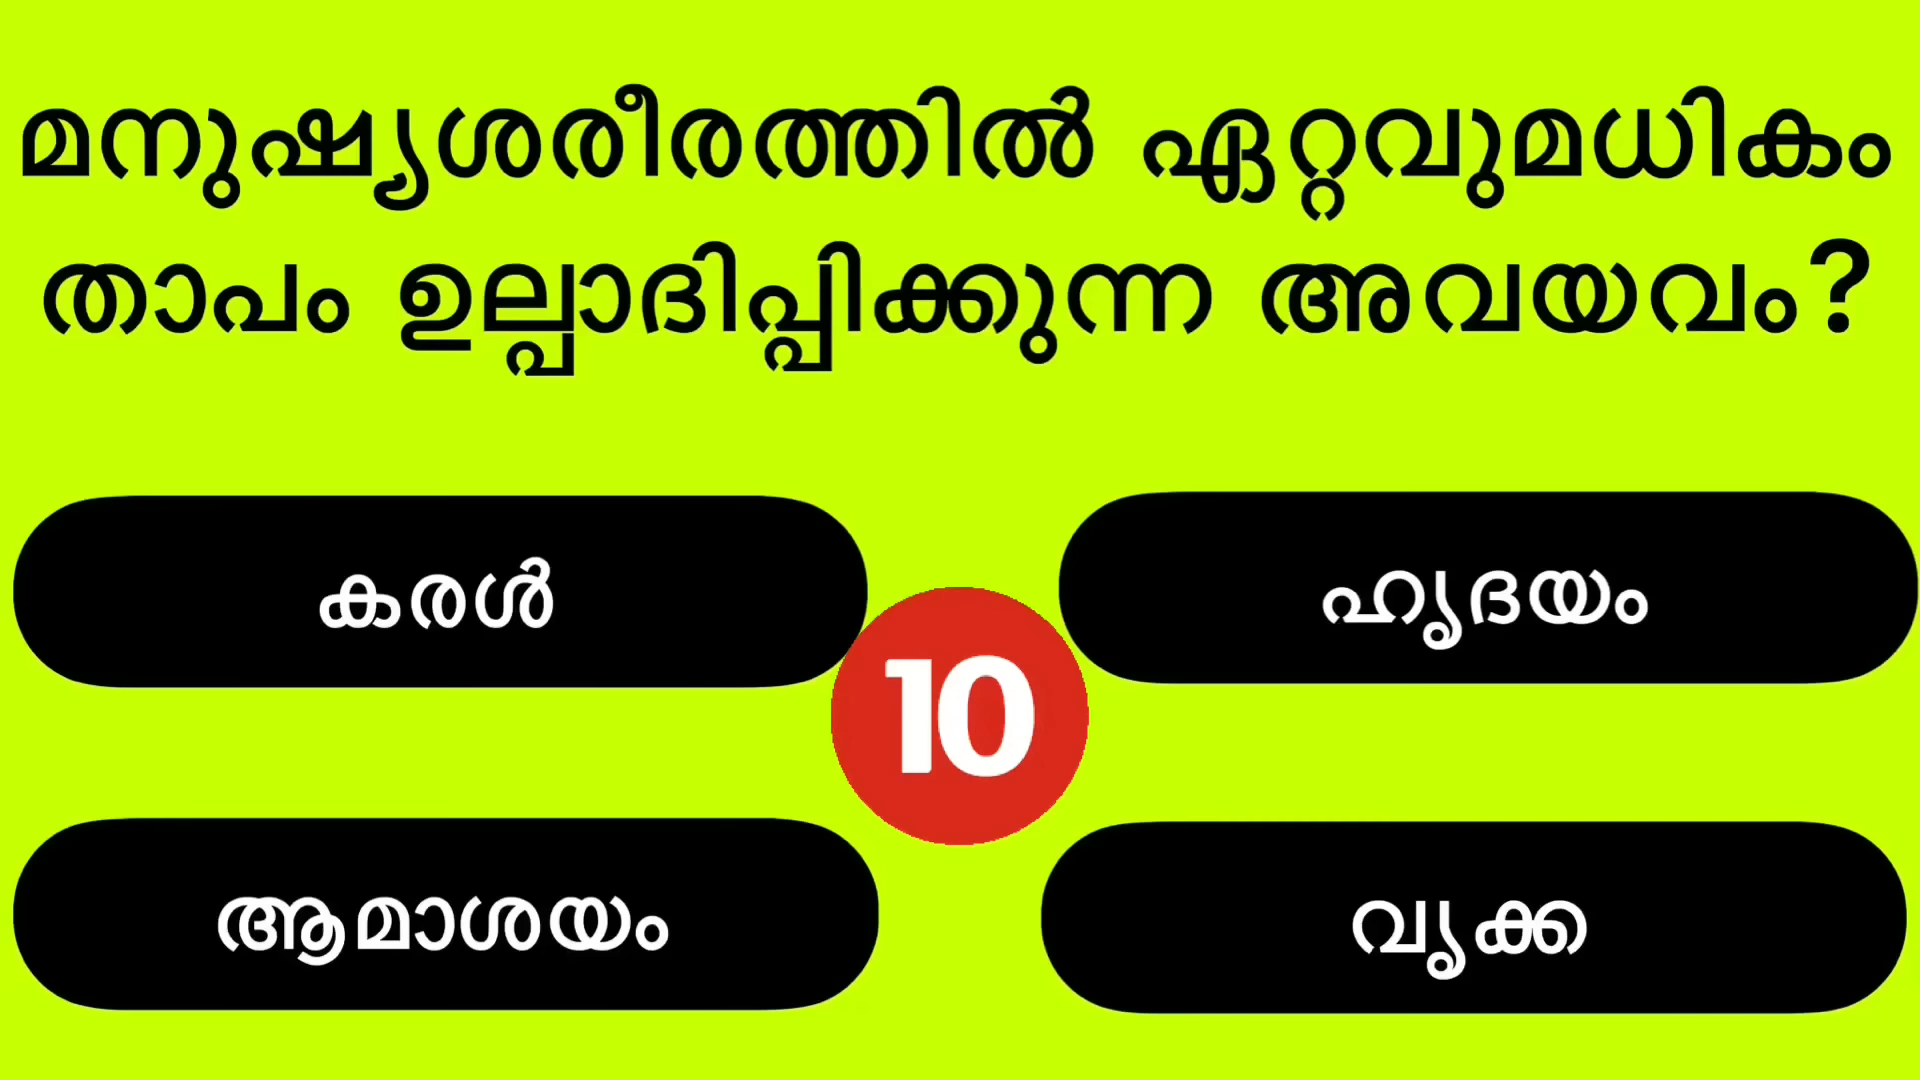 മനുഷ്യശരീരത്തിൽ ഏറ്റവുമധികം
താപം ഉല്പാദിപ്പിക്കുന്ന അവയവം?
കരൾ
ഹൃദയം
10
ആമാശയം
വൃക്ക